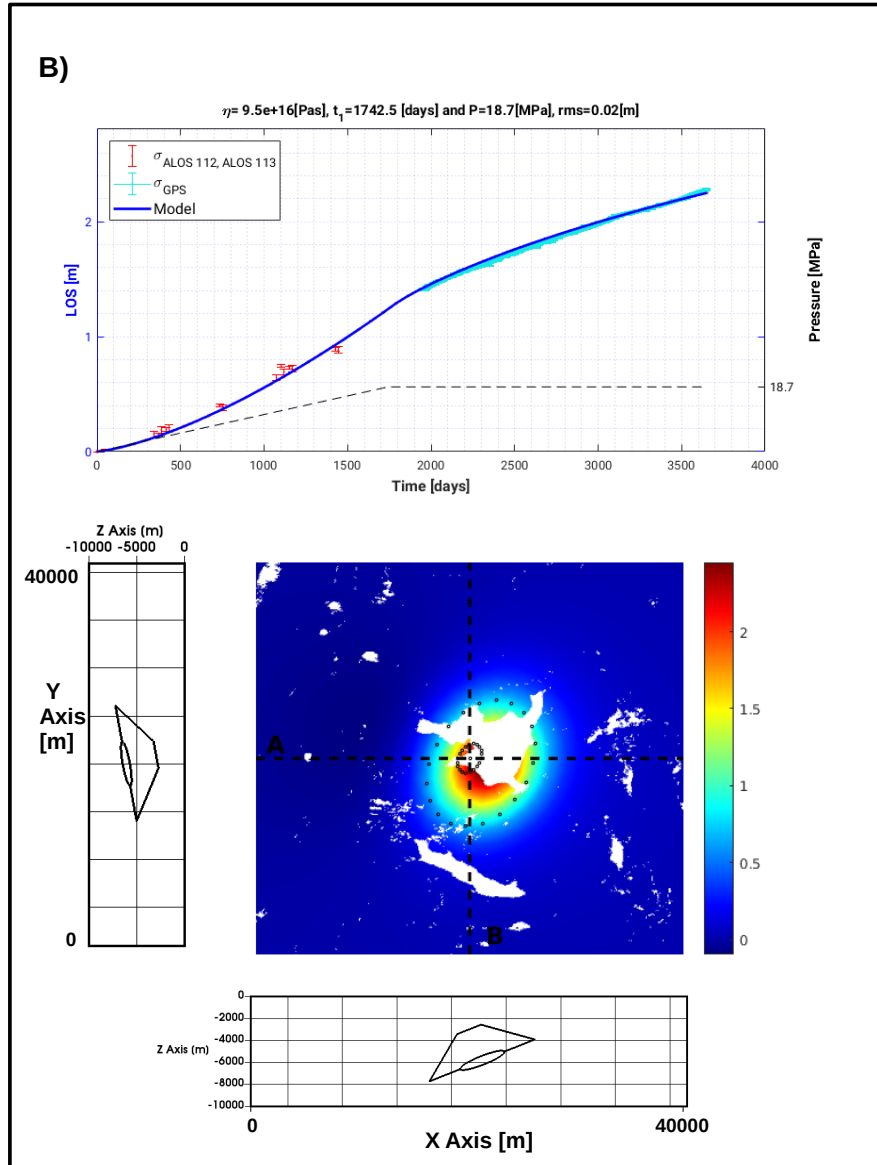 B)
η= 9.5e+16[Pas], t1=1742.5 [days] and P=18.7[MPa], rms=0.02[m]
σALOS 112, ALOS 113
σGPS
Model
LOS [m]
2
1
0
Pressure [MPa]
18.7
0 500 1000 1500 2000 2500 3000 3500 4000
Time [days]
Z Axis (m)
-10000 -5000 0
40000
Y
Axis
[m]
0
A
B
2
1.5
1
0.5
0
0
-2000
-4000
-6000
-8000
-10000
Z Axis (m)
0 40000
X Axis [m]